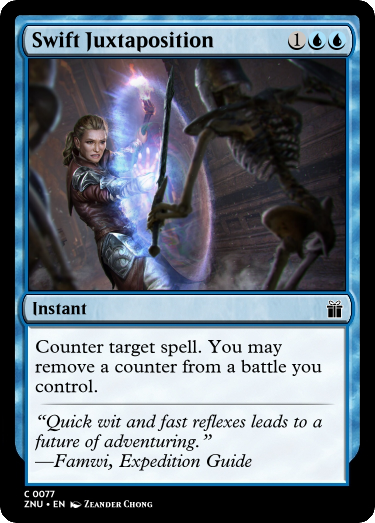 Swift Juxtaposition 1
Instant
Counter target spell. You may
remove a counter from a battle you
control.
“Quick wit and fast reflexes leads to a
future of adventuring.”
—Famwi, Expedition Guide
C 0077
ZNU • EN Zeander Chong